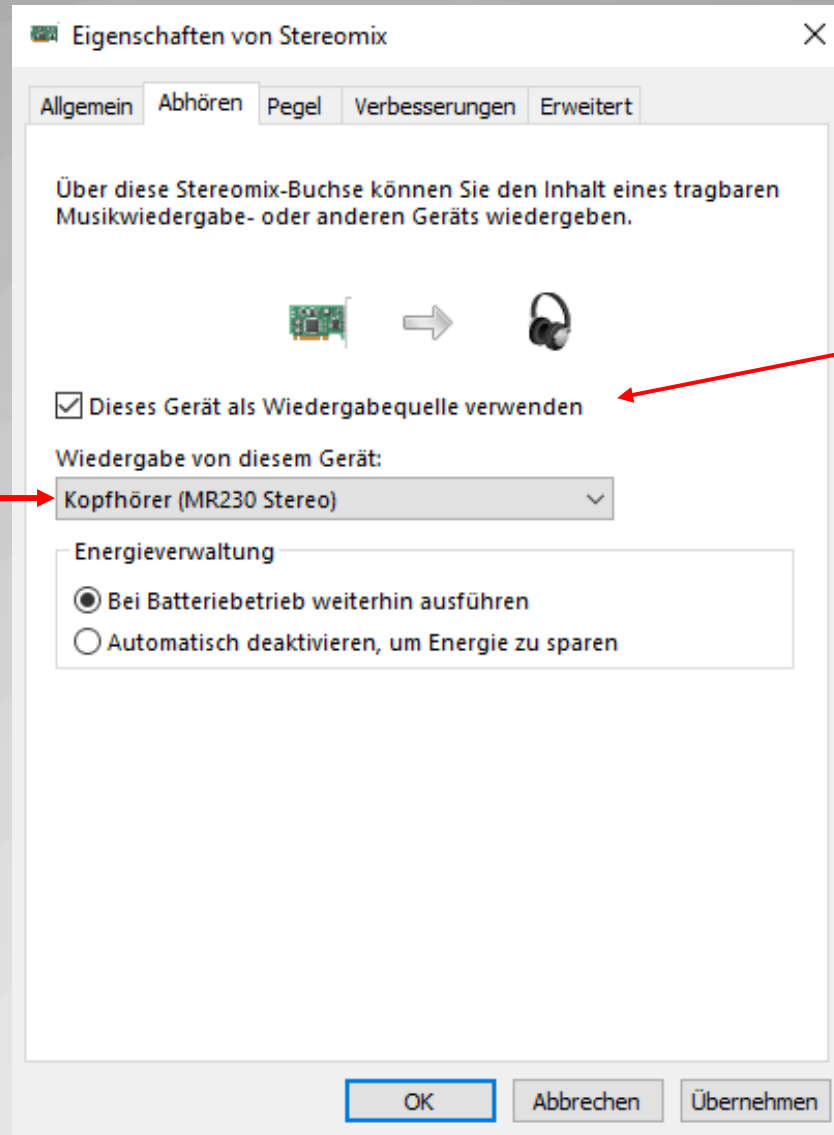 Eigenschaften von Stereomix
Allgemein Abhören Pegel Verbesserungen Erweitert
Über diese Stereomix-Buchse können Sie den Inhalt eines tragbaren
Musikwiedergabe- oder anderen Geräts wiedergeben.
Dieses Gerät als Wiedergabequelle verwenden
Wiedergabe von diesem Gerät:
Kopfhörer (MR230 Stereo)
Energieverwaltung
Bei Batteriebetrieb weiterhin ausführen
Automatisch deaktivieren, um Energie zu sparen
OK Abbrechen Übernehmen